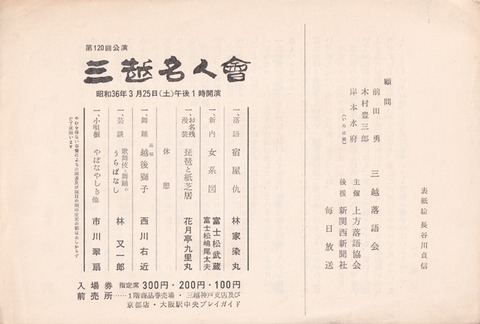 第120回公演
三越名人會
昭和36年3月25日(土)午後1時開演
一、落語 宿屋仇 林家染丸
一、新内 女系図 富士松武蔵
富士松嶋尾太夫
一、お名残
漫芸 琵琶と紙芝居 花月亭九里丸
休憩
一、舞踊 長唄 越後獅子 西川右近
一、芸談 歌舞伎・舞踊の
うらばなし 林又一郎
一、小唄振 やぱなやしき他 市川翠扇
入場券 指定席 300円・200円・100円
前売所 ……1階商品券売場・三越神戸支店及び
京都店・大阪駅中央プレイガイド
表紙絵 長谷川貞信
三越落語会
主催 上方落語協会
後援 新関西新聞社
毎日放送
顧問
前田勇
木村豊三郎
岸本水府